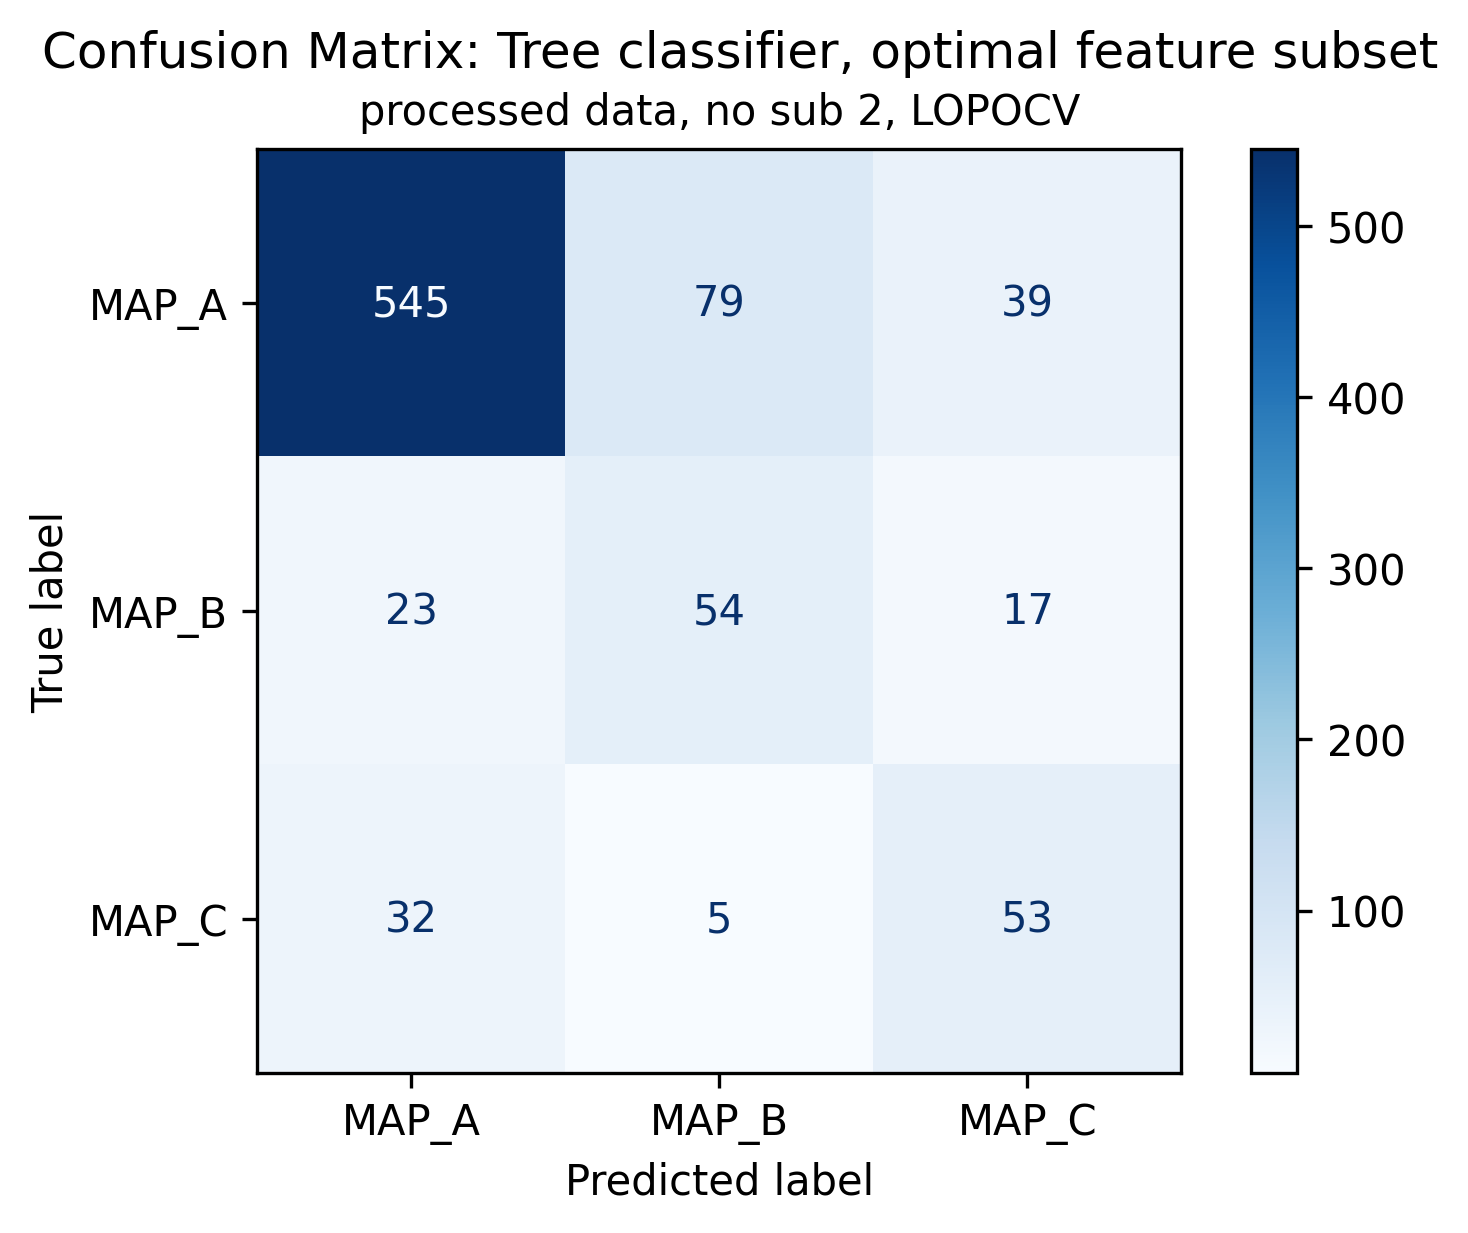 Confusion Matrix: Tree classifier, optimal feature subset
processed data, no sub 2, LOPOCV
True label
MAP_A
545
79
39
MAP_B
23
54
17
MAP_C
32
5
53
MAP_A
MAP_B
MAP_C
Predicted label
500
400
300
200
100